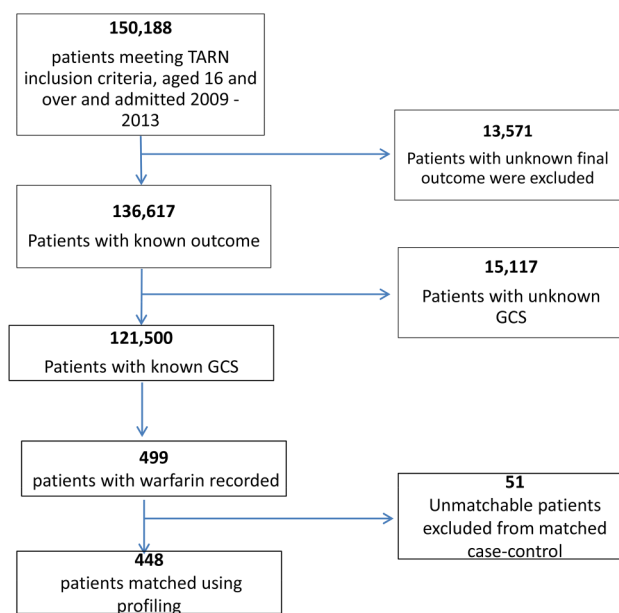 150,188
patients meeting TARN
inclusion criteria, aged 16 and
over and admitted 2009 -
2013
13,571
Patients with unknown final
outcome were excluded
136,617
Patients with known outcome
15,117
Patients with unknown
GCS
121,500
Patients with known GCS
499
patients with warfarin recorded
51
Unmatchable patients
excluded from matched
case-control
448
patients matched using
profiling